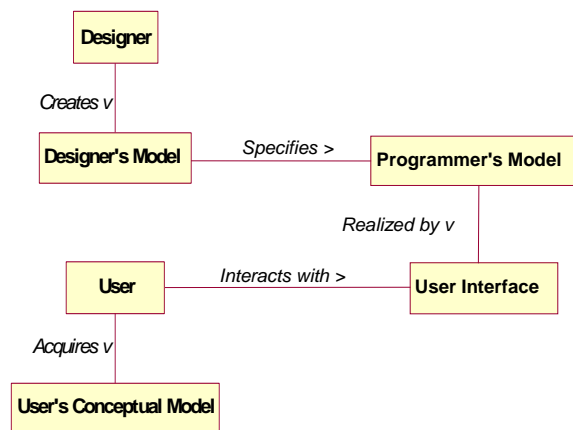 Designer
Creates v
Designer's Model
Specifies >
Programmer's Model
Realized by v
User
Interacts with >
User Interface
Acquires v
User's Conceptual Model